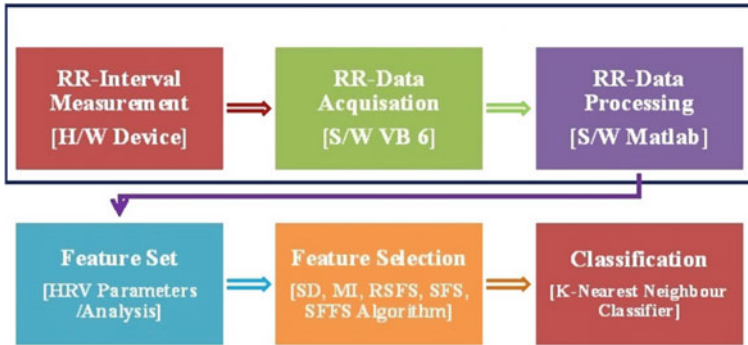 RR-Interval
Measurement
[H/W Device]
RR-Data
Acquisation
[S/W VB 6]
RR-Data
Processing
[S/W Matlab]
Feature Set
[HRV Parameters
/Analysis]
Feature Selection
[SD, MI, RSFS, SFS,
SFFS Algorithm]
Classification
[K-Nearest Neighbour
Classifier]